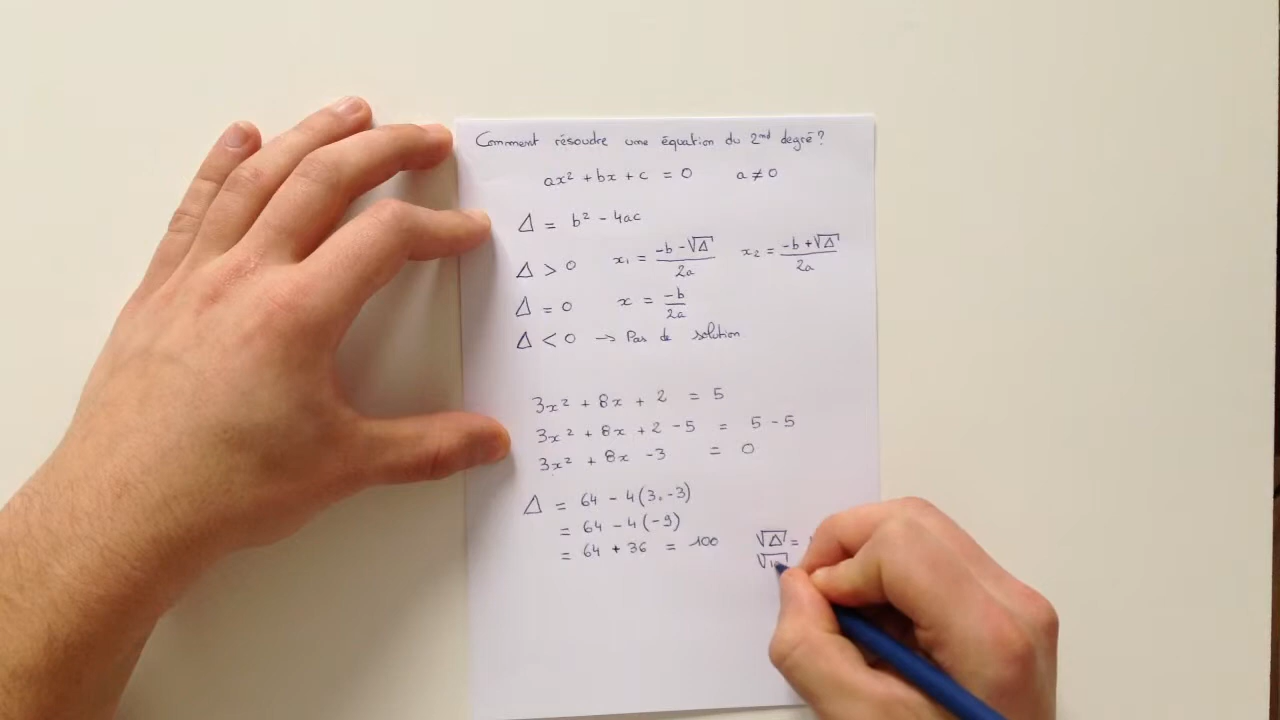 Comment résoudre une équation du 2nd degré ?
ax² + bx + c = 0 a ≠ 0
Δ = b² - 4ac
Δ > 0 x₁ = (-b - √Δ)/2a x₂ = (-b + √Δ)/2a
Δ = 0 x = -b/2a
Δ < 0 → Pas de solution
3x² + 8x + 2 = 5
3x² + 8x + 2 - 5 = 5 - 5
3x² + 8x - 3 = 0
Δ = 64 - 4(3. -3)
= 64 - 4(-9)
= 64 + 36 = 100 √Δ =